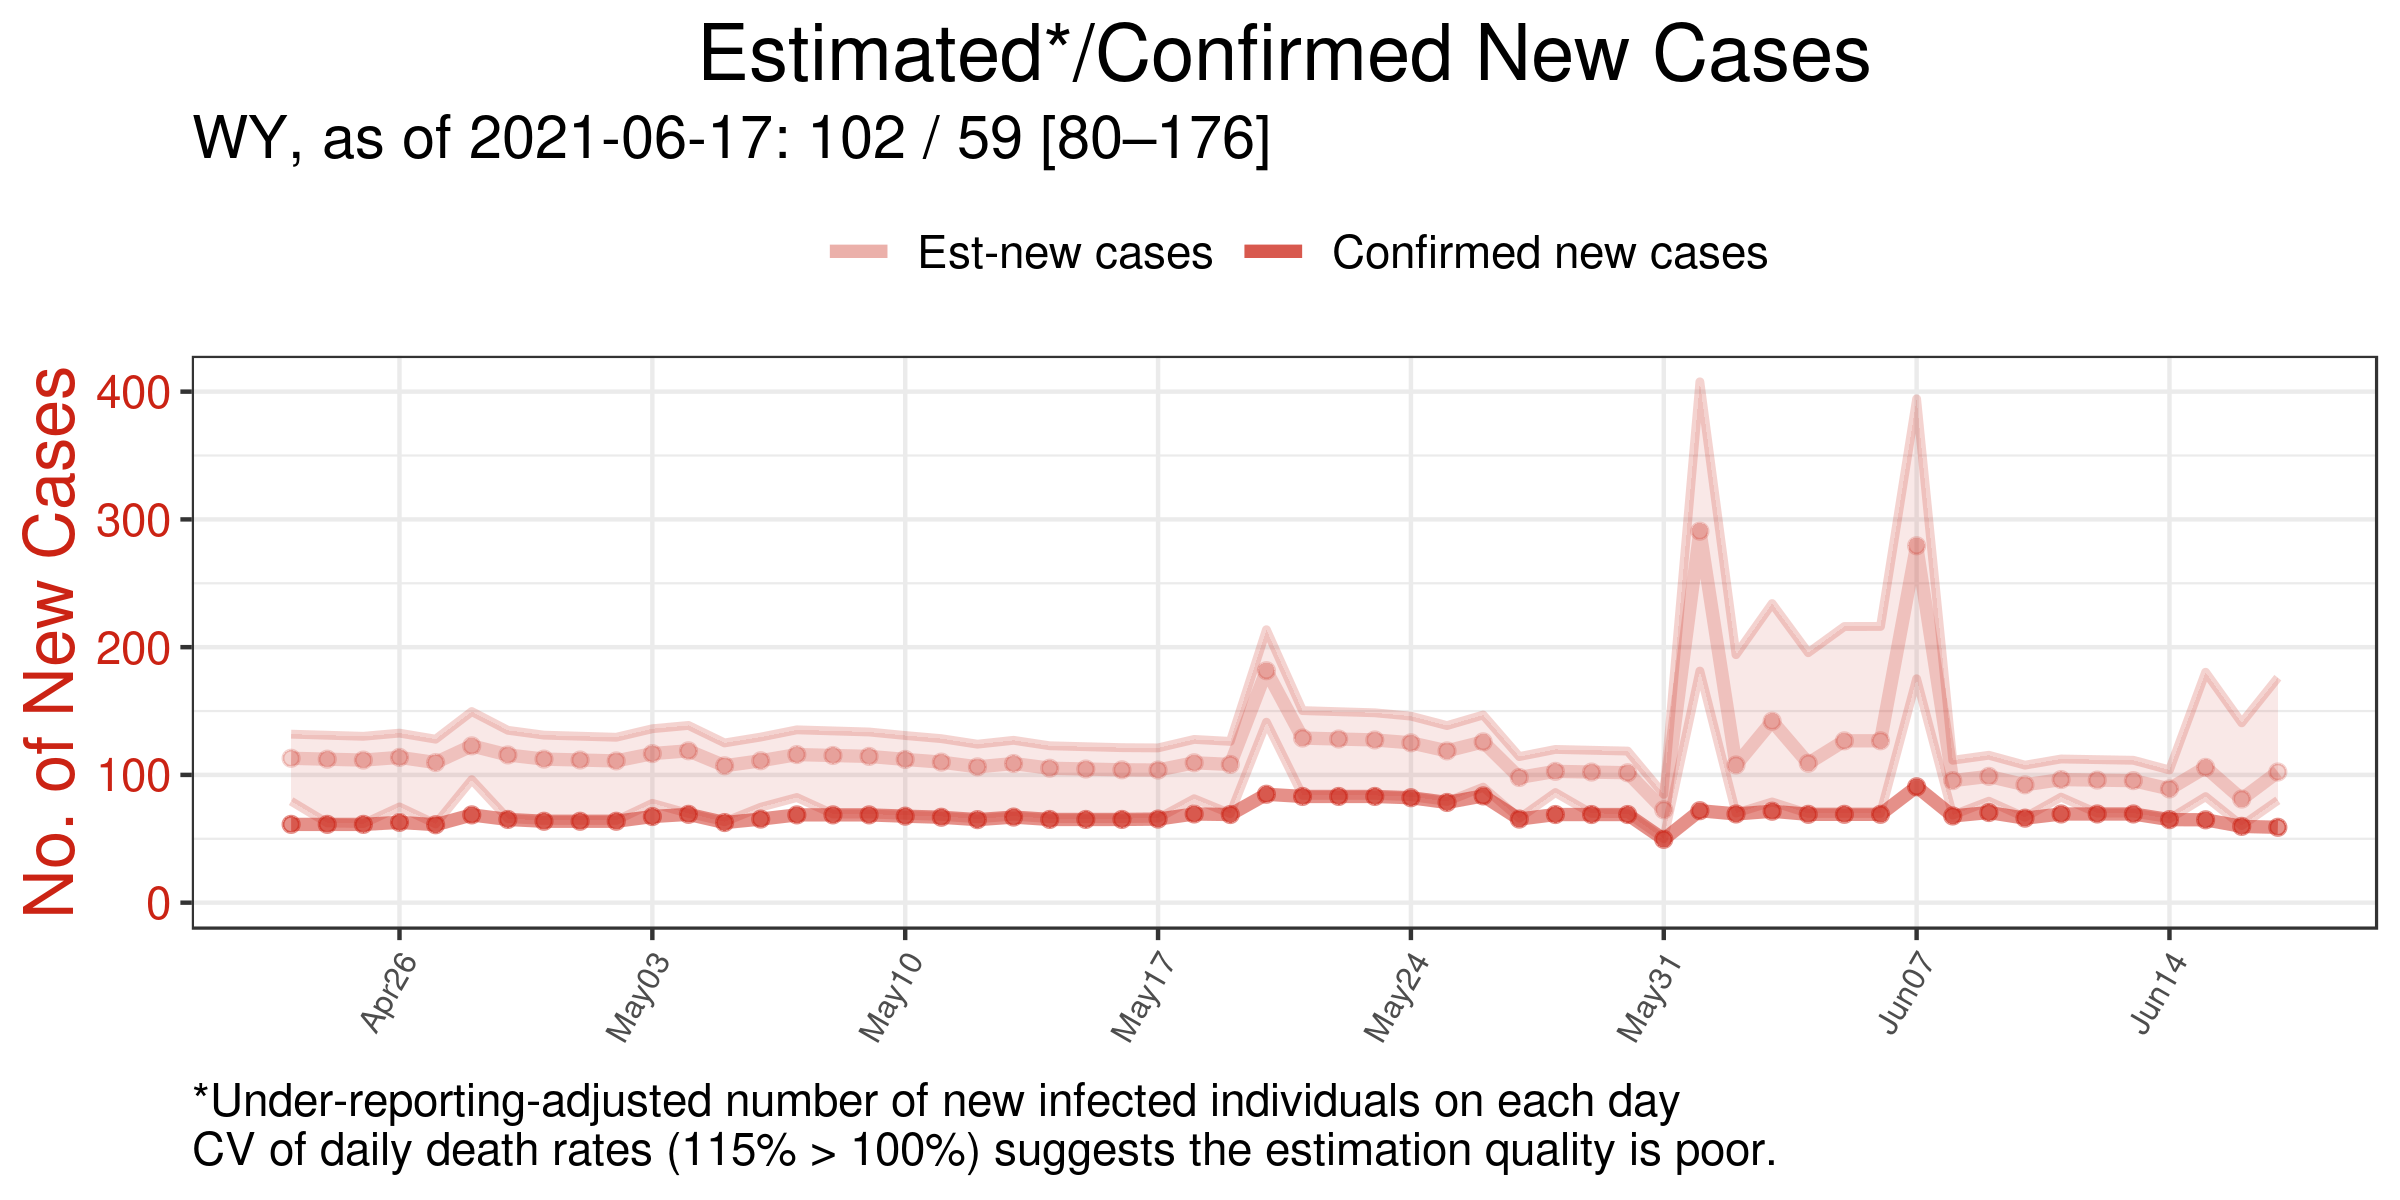 Estimated*/Confirmed New Cases
WY, as of 2021-06-17: 102 / 59 [80–176]
Est-new cases
Confirmed new cases
No. of New Cases
400
300
200
100
0
Apr26
May03
May10
May17
May24
May31
Jun07
Jun14
*Under-reporting-adjusted number of new infected individuals on each day
CV of daily death rates (115% > 100%) suggests the estimation quality is poor.